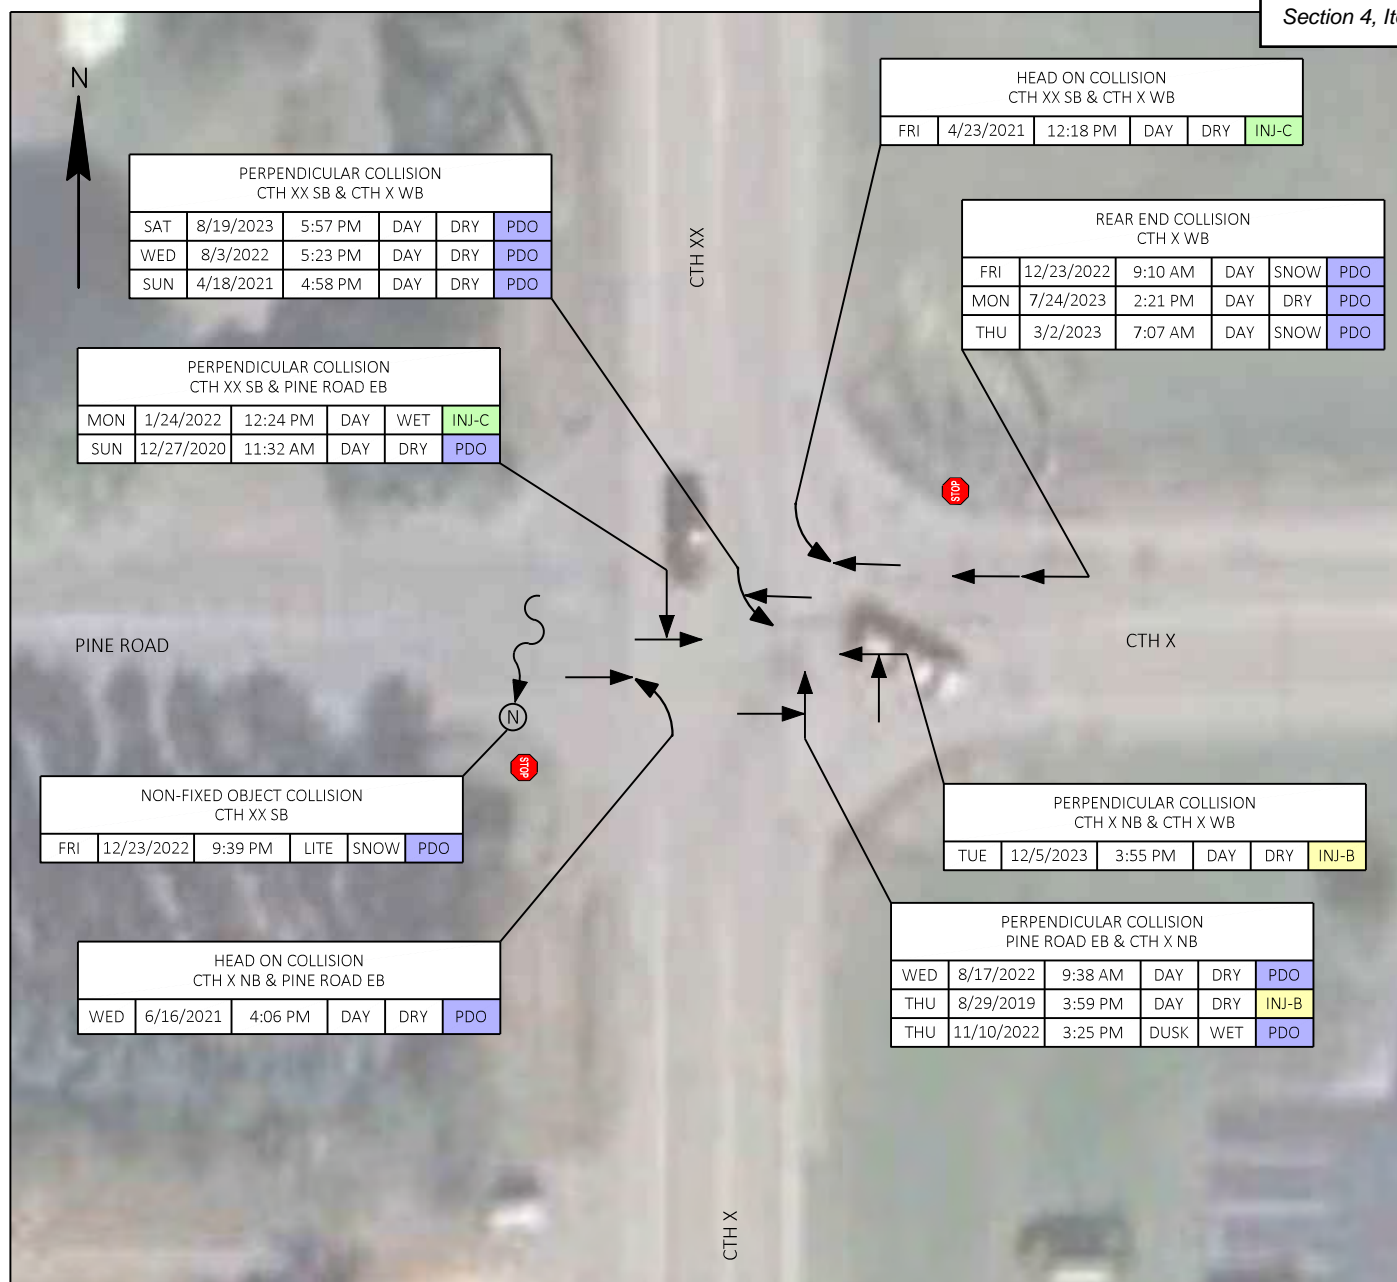 Section 4, Ite
N
HEAD ON COLLISION
CTH XX SB & CTH X WB
FRI 4/23/2021 12:18 PM DAY DRY INJ-C
PERPENDICULAR COLLISION
CTH XX SB & CTH X WB
SAT 8/19/2023 5:57 PM DAY DRY PDO
WED 8/3/2022 5:23 PM DAY DRY PDO
SUN 4/18/2021 4:58 PM DAY DRY PDO
CTH XX
REAR END COLLISION
CTH X WB
FRI 12/23/2022 9:10 AM DAY SNOW PDO
MON 7/24/2023 2:21 PM DAY DRY PDO
THU 3/2/2023 7:07 AM DAY SNOW PDO
PERPENDICULAR COLLISION
CTH XX SB & PINE ROAD EB
MON 1/24/2022 12:24 PM DAY WET INJ-C
SUN 12/27/2020 11:32 AM DAY DRY PDO
STOP
PINE ROAD
CTH X
N
STOP
NON-FIXED OBJECT COLLISION
CTH XX SB
FRI 12/23/2022 9:39 PM LITE SNOW PDO
PERPENDICULAR COLLISION
CTH X NB & CTH X WB
TUE 12/5/2023 3:55 PM DAY DRY INJ-B
HEAD ON COLLISION
CTH X NB & PINE ROAD EB
WED 6/16/2021 4:06 PM DAY DRY PDO
PERPENDICULAR COLLISION
PINE ROAD EB & CTH X NB
WED 8/17/2022 9:38 AM DAY DRY PDO
THU 8/29/2019 3:59 PM DAY DRY INJ-B
THU 11/10/2022 3:25 PM DUSK WET PDO
CTH X